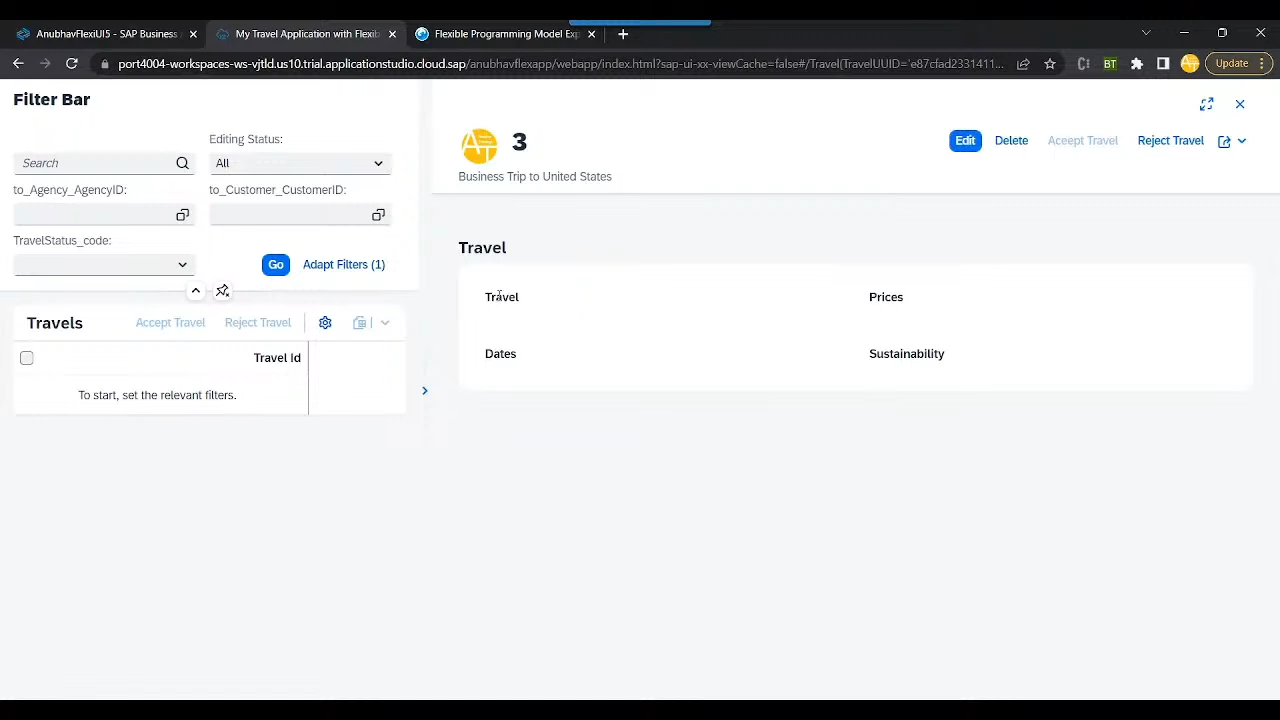 AnubhavFlexiUI5 - SAP Business
My Travel Application with Flexib
Flexible Programming Model Exp
port4004-workspaces-ws-vjtld.us10.trial.applicationstudio.cloud.sap/anubhavflexapp/webapp/index.html?sap-ui-xx-viewCache=false#/Travel(TravelUUID='e87cfad2331411...
BT
AT
Update
Filter Bar
Editing Status:
Search
All
to_Agency_AgencyID:
to_Customer_CustomerID:
TravelStatus_code:
Go
Adapt Filters (1)
Travels
Accept Travel
Reject Travel
Travel Id
To start, set the relevant filters.
AT
3
Edit
Delete
Aceept Travel
Reject Travel
Business Trip to United States
Travel
Travel
Prices
Dates
Sustainability